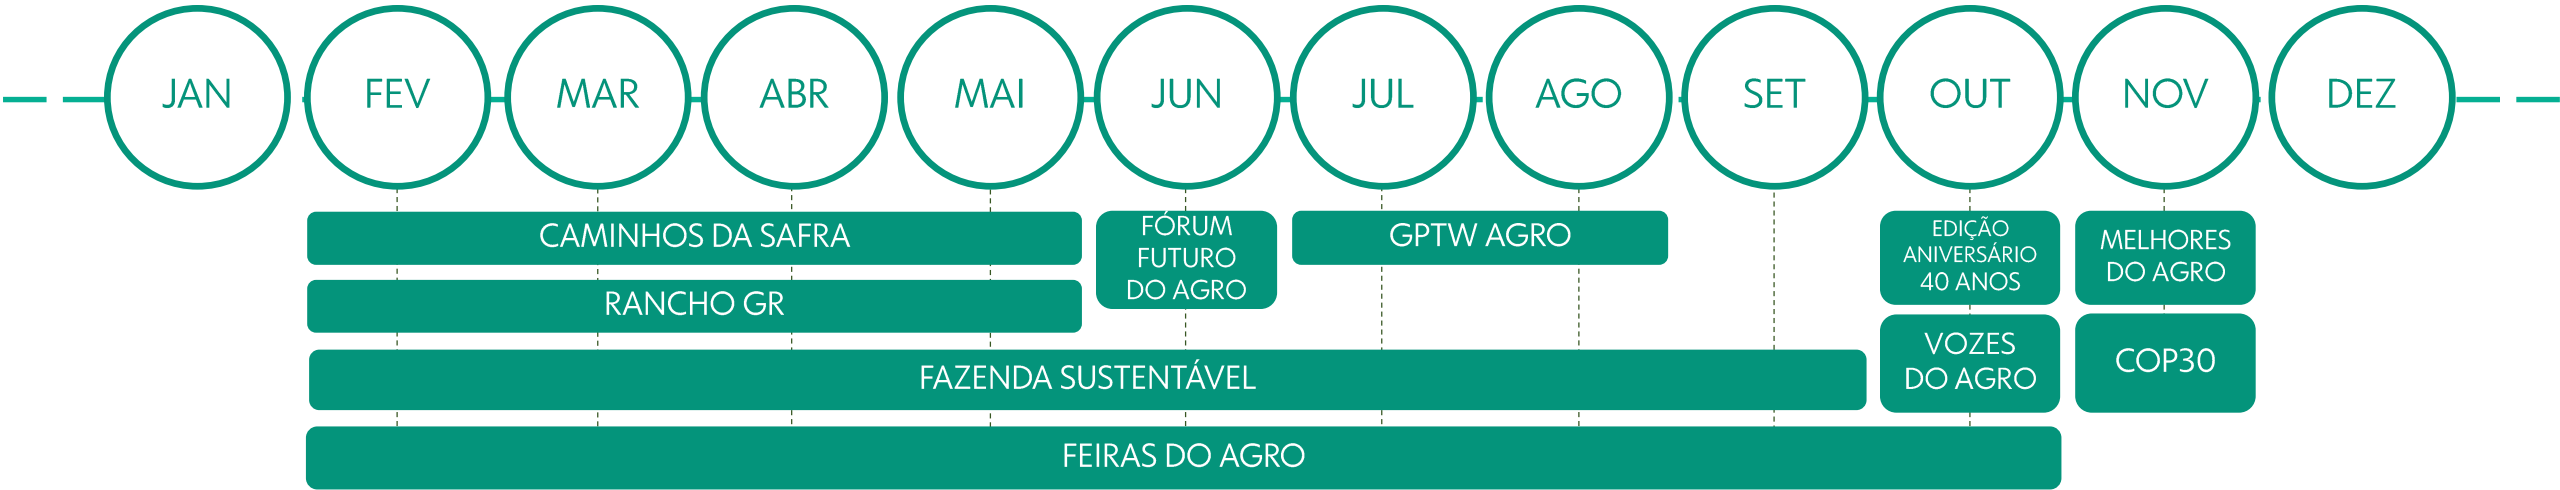 JAN
FEV
MAR
ABR
MAI
JUN
JUL
AGO
SET
OUT
NOV
DEZ
CAMINHOS DA SAFRA
FÓRUM
FUTURO
DO AGRO
GPTW AGRO
EDIÇÃO
ANIVERSÁRIO
40 ANOS
MELHORES
DO AGRO
RANCHO GR
FAZENDA SUSTENTÁVEL
VOZES
DO AGRO
COP30
FEIRAS DO AGRO